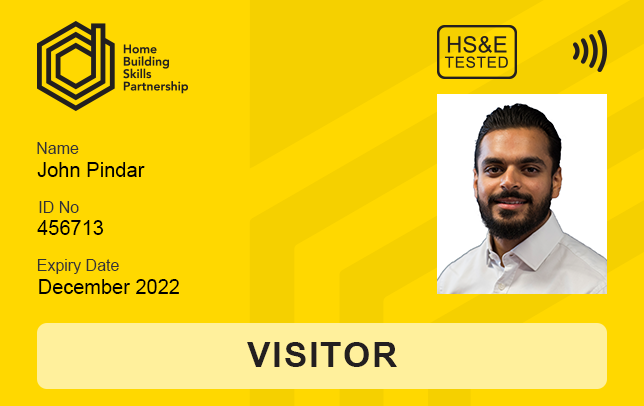 Home
Building
Skills
Partnership
HS&E
TESTED
Name
John Pindar
ID No
456713
Expiry Date
December 2022
VISITOR